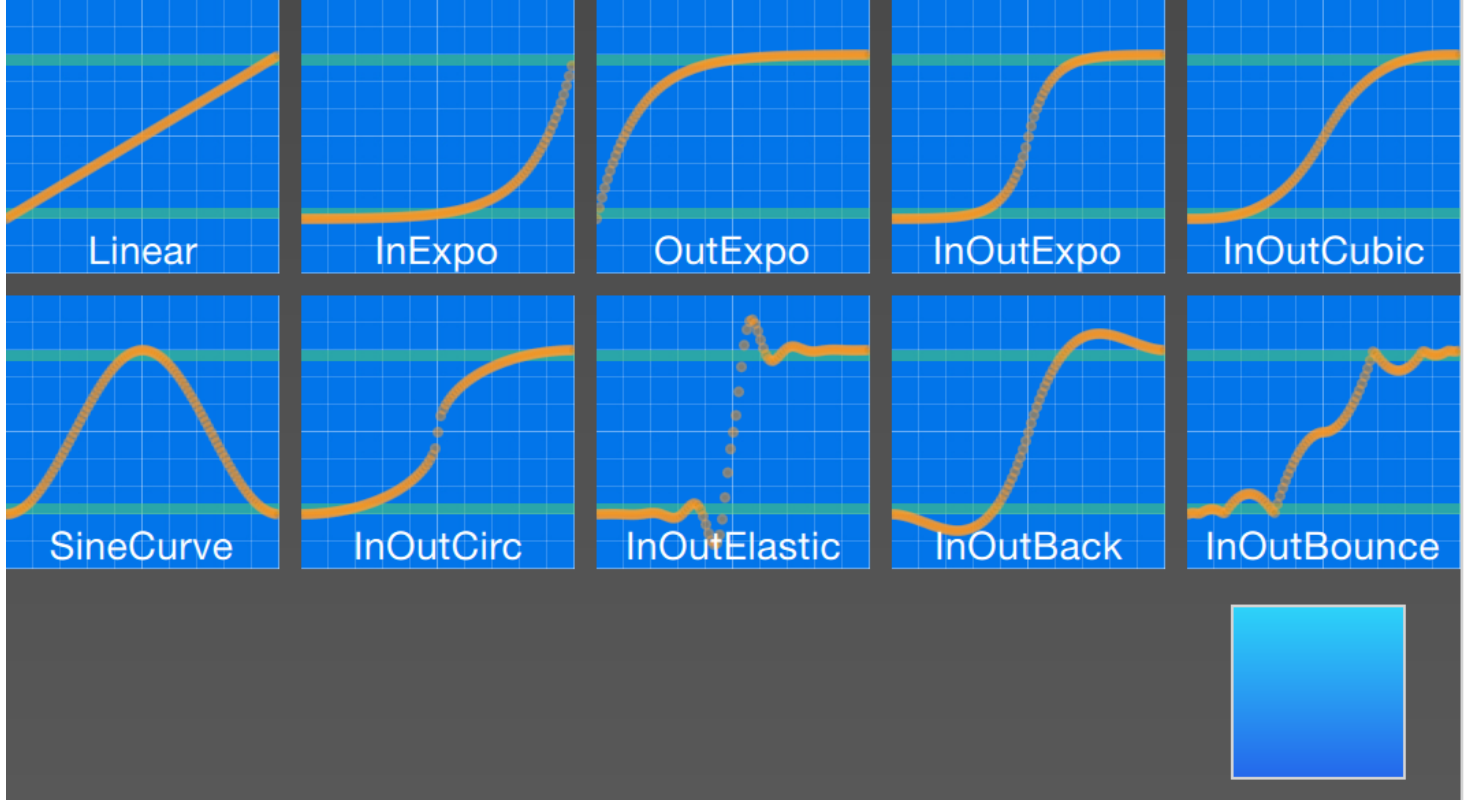 Linear
InExpo
OutExpo
InOutExpo
InOutCubic
SineCurve
InOutCirc
InOutElastic
InOutBack
InOutBounce